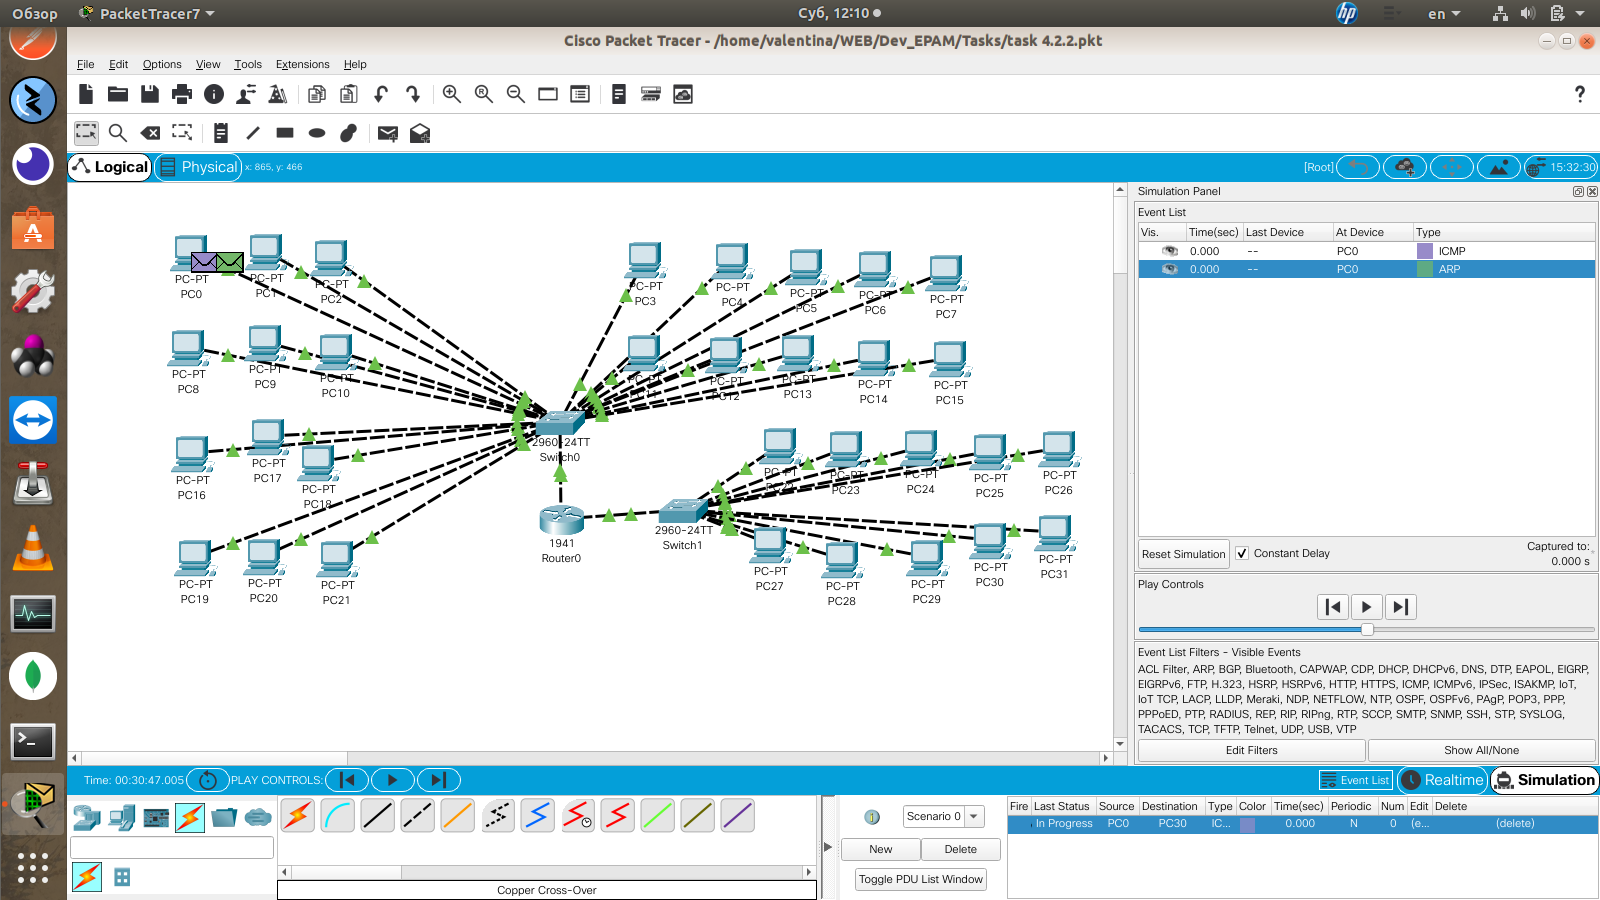 Обзор PacketTracer7 Суб, 12:10 en
Cisco Packet Tracer - /home/valentina/WEB/Dev_EPAM/Tasks/task 4.2.2.pkt
File Edit Options View Tools Extensions Help
Logical Physical x: 865, y: 466 [Root] 15:32:30
Simulation Panel
Event List
Vis. Time(sec) Last Device At Device Type
0.000 -- PC0 ICMP
0.000 -- PC0 ARP
PC-PT
PC0
PC-PT
PC1
PC-PT
PC2
PC-PT
PC3
PC-PT
PC4
PC-PT
PC5
PC-PT
PC6
PC-PT
PC7
PC-PT
PC8
PC-PT
PC9
PC-PT
PC10
PC-PT
PC11
PC-PT
PC12
PC-PT
PC13
PC-PT
PC14
PC-PT
PC15
2960-24TT
Switch0
PC-PT
PC16
PC-PT
PC17
PC-PT
PC18
PC-PT
PC22
PC-PT
PC23
PC-PT
PC24
PC-PT
PC25
PC-PT
PC26
1941
Router0
2960-24TT
Switch1
PC-PT
PC19
PC-PT
PC20
PC-PT
PC21
PC-PT
PC27
PC-PT
PC28
PC-PT
PC29
PC-PT
PC30
PC-PT
PC31
Reset Simulation Constant Delay Captured to:
0.000 s
Play Controls
Event List Filters - Visible Events
ACL Filter, ARP, BGP, Bluetooth, CAPWAP, CDP, DHCP, DHCPv6, DNS, DTP, EAPOL, EIGRP,
EIGRPv6, FTP, H.323, HSRP, HSRPv6, HTTP, HTTPS, ICMP, ICMPv6, IPSec, ISAKMP, IoT,
IoT TCP, LACP, LLDP, Meraki, NDP, NETFLOW, NTP, OSPF, OSPFv6, PAgP, POP3, PPP,
PPPoED, PTP, RADIUS, REP, RIP, RIPng, RTP, SCCP, SMTP, SNMP, SSH, STP, SYSLOG,
TACACS, TCP, TFTP, Telnet, UDP, USB, VTP
Edit Filters Show All/None
Time: 00:30:47.005 PLAY CONTROLS: Event List Realtime Simulation
Scenario 0
New Delete
Toggle PDU List Window
Fire Last Status Source Destination Type Color Time(sec) Periodic Num Edit Delete
In Progress PC0 PC30 IC... 0.000 N 0 (e... (delete)
Copper Cross-Over